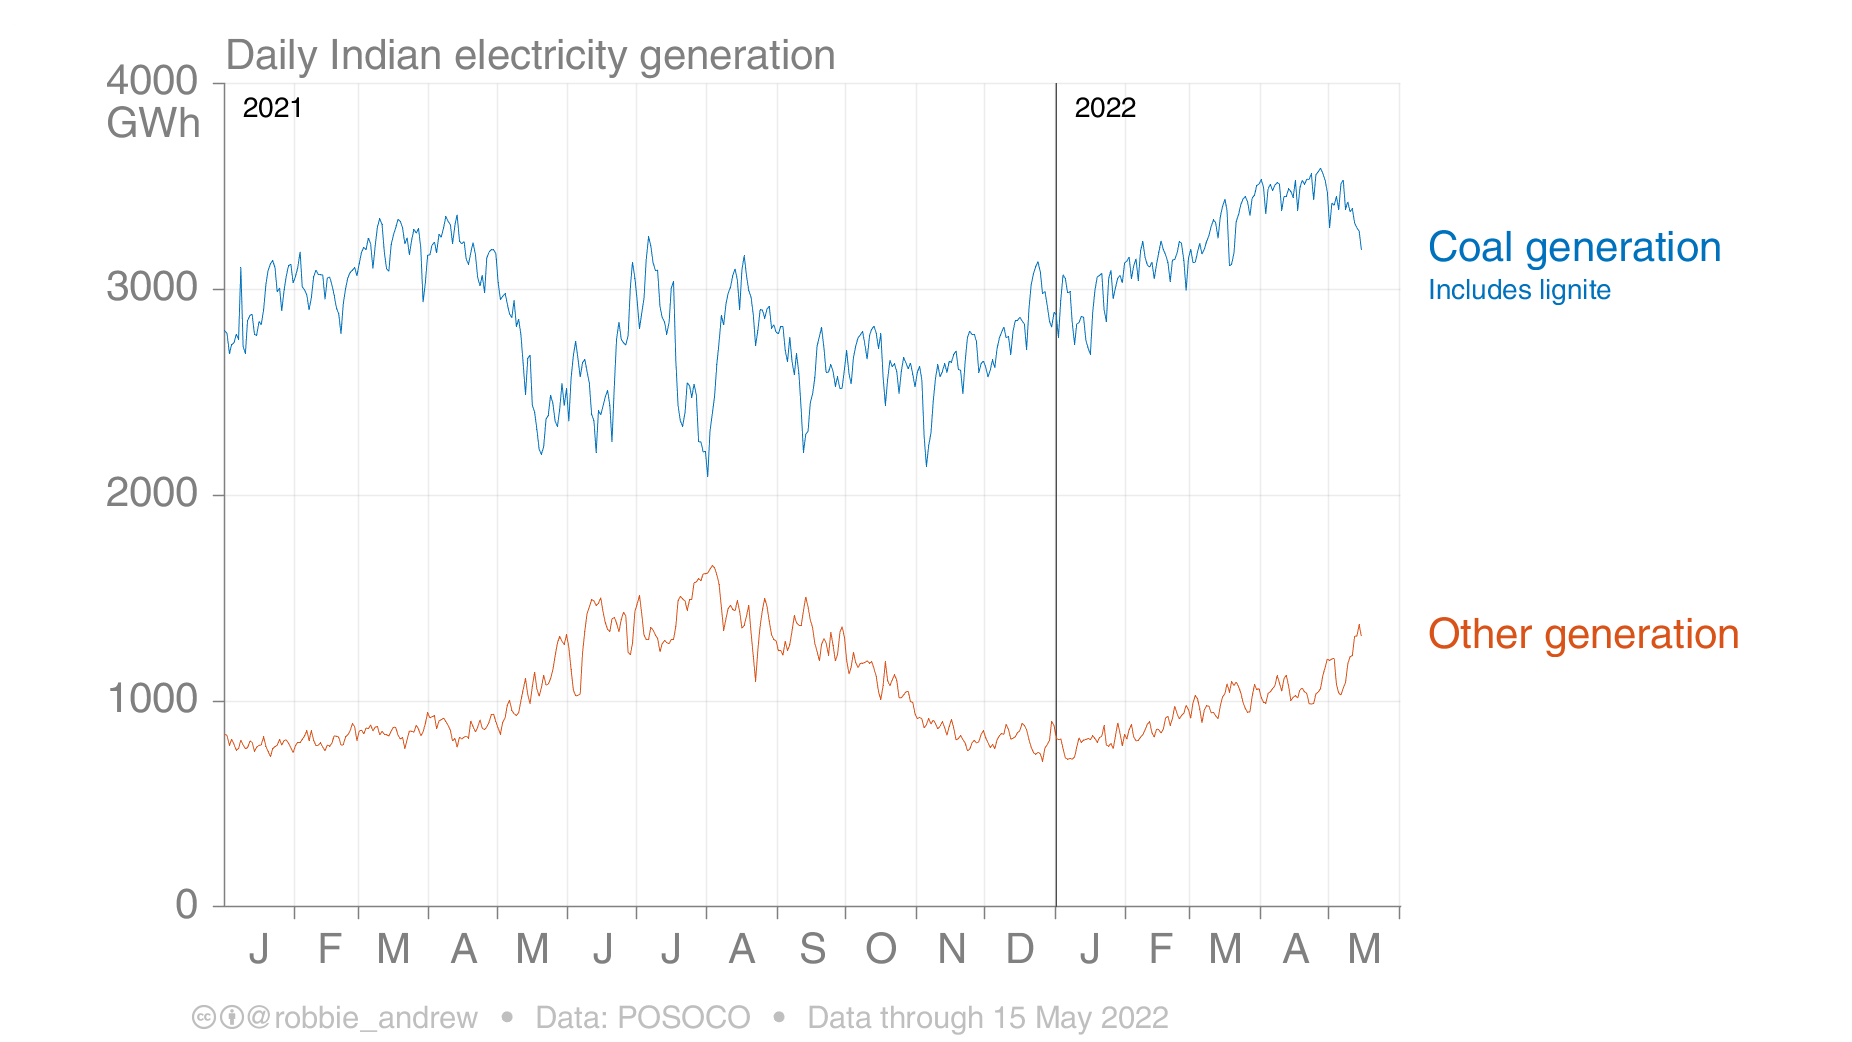 Daily Indian electricity generation
4000
GWh
2021
2022
3000
2000
1000
0
Coal generation
Includes lignite
Other generation
J F M A M J J A S O N D J F M A M
@robbie_andrew • Data: POSOCO • Data through 15 May 2022